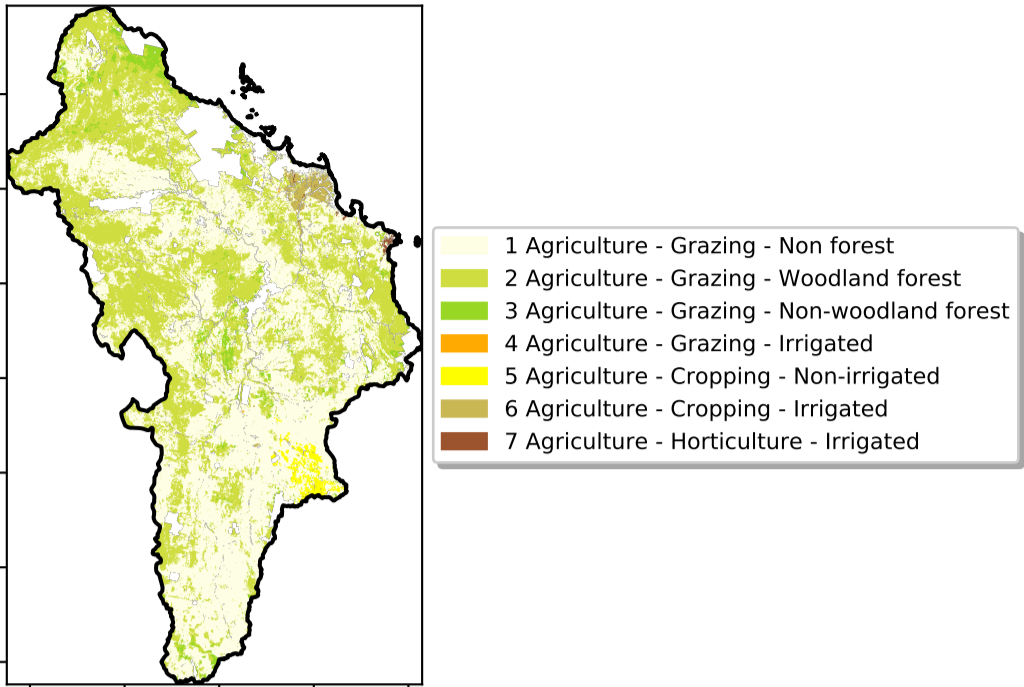 1 Agriculture - Grazing - Non forest
2 Agriculture - Grazing - Woodland forest
3 Agriculture - Grazing - Non-woodland forest
4 Agriculture - Grazing - Irrigated
5 Agriculture - Cropping - Non-irrigated
6 Agriculture - Cropping - Irrigated
7 Agriculture - Horticulture - Irrigated